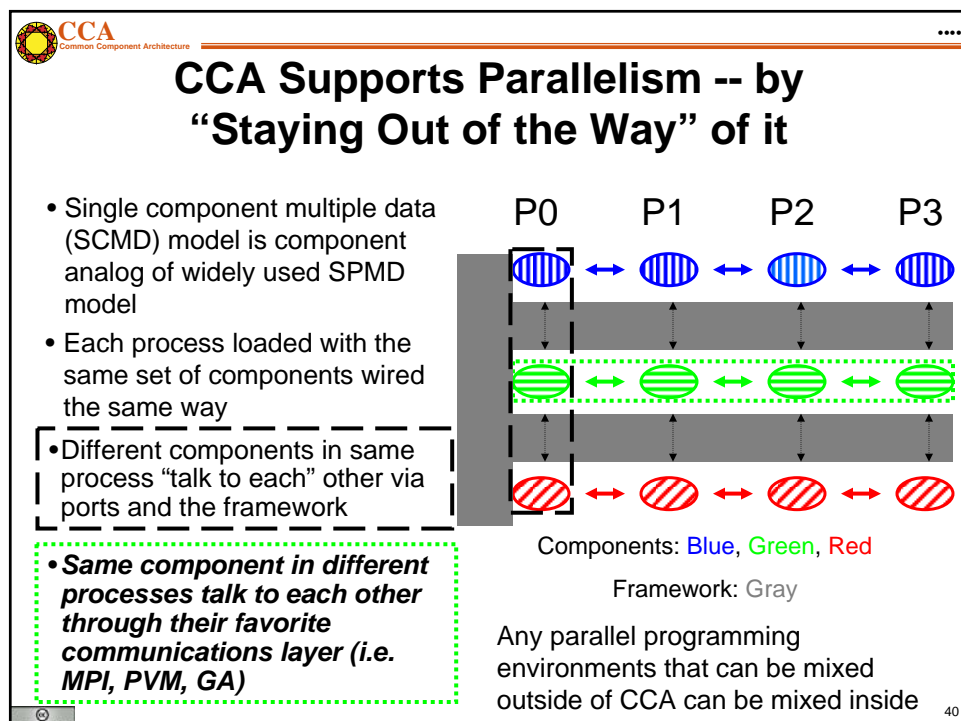 CCA
Common Component Architecture
CCA Supports Parallelism -- by
“Staying Out of the Way” of it
• Single component multiple data
(SCMD) model is component
analog of widely used SPMD
model
• Each process loaded with the
same set of components wired
the same way
•Different components in same
process “talk to each” other via
ports and the framework
•Same component in different
processes talk to each other
through their favorite
communications layer (i.e.
MPI, PVM, GA)
P0 P1 P2 P3
Components: Blue, Green, Red
Framework: Gray
Any parallel programming
environments that can be mixed
outside of CCA can be mixed inside
cc
40